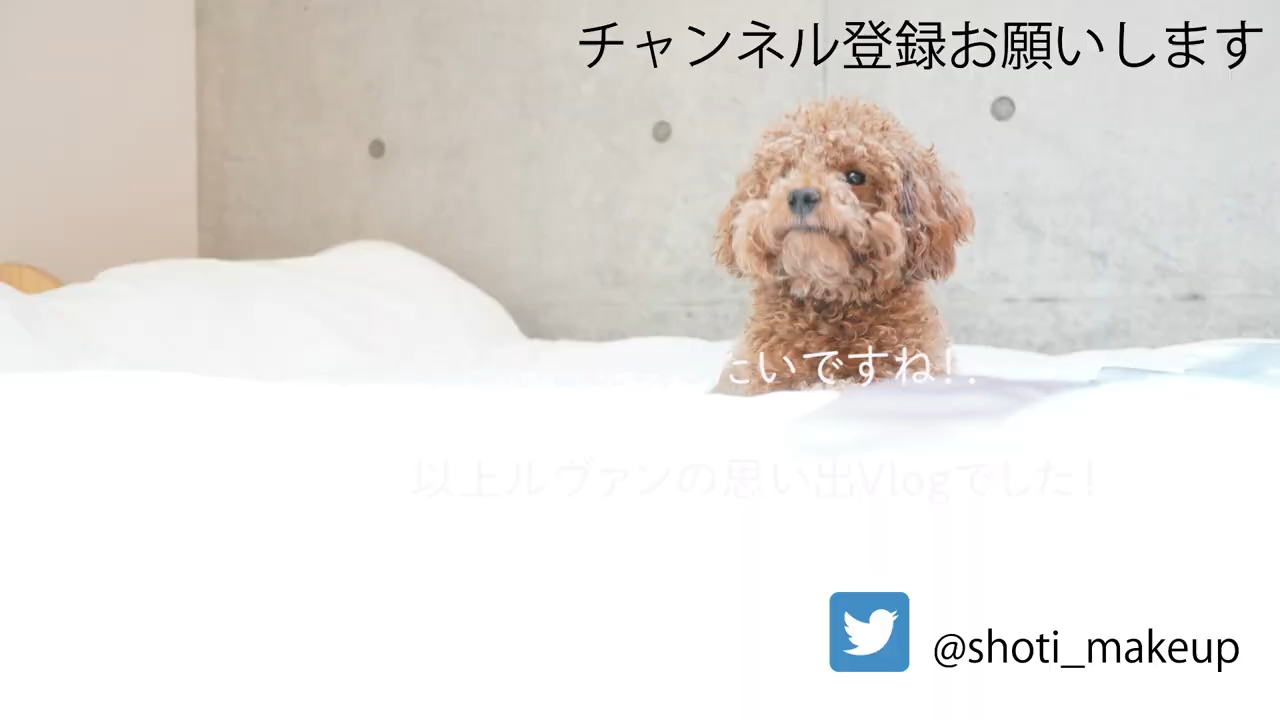 チャンネル登録お願いします
たいですね!.
以上ルヴァンの思い出Vlogでした!
@shoti_makeup